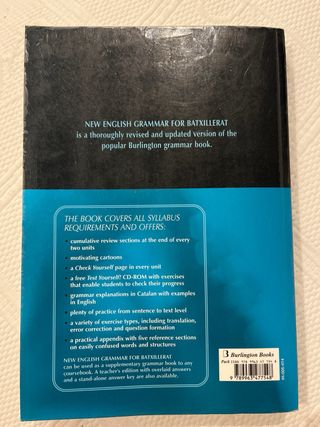 NEW ENGLISH GRAMMAR FOR BATXILLERAT
is a thoroughly revised and updated version of the
popular Burlington grammar book.
THE BOOK COVERS ALL SYLLABUS
REQUIREMENTS AND OFFERS:
• cumulative review sections at the end of every
two units
• motivating cartoons
• a Check Yourself page in every unit
• a free Test Yourself! CD-ROM with exercises
that enable students to check their progress
• grammar explanations in Catalan with examples
in English
• plenty of practice from sentence to text level
• a variety of exercise types, including translation,
error correction and question formation
• a practical appendix with five reference sections
on easily confused words and structures
NEW ENGLISH GRAMMAR FOR BATXILLERAT
can be used as a supplementary grammar book to any
coursebook. A teacher's edition with overlaid answers
and a stand-alone answer key are also available.
Burlington Books
9 789963 477548